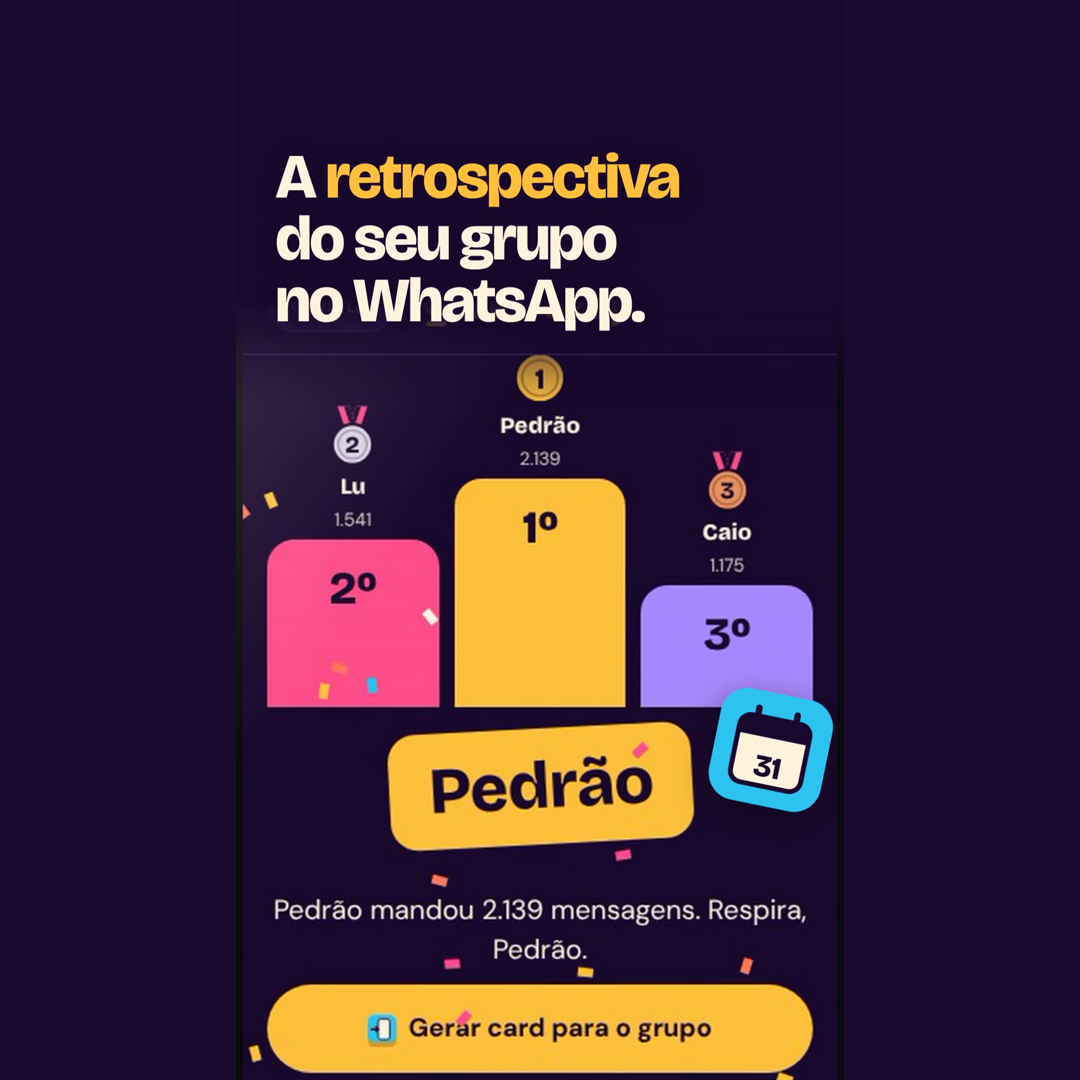 A retrospectiva
do seu grupo
no WhatsApp.
1
Pedrão
2.139
2
Lu
1.541
3
Caio
1.175
1º
2º
3º
31
Pedrão
Pedrão mandou 2.139 mensagens. Respira,
Pedrão.
Gerar card para o grupo